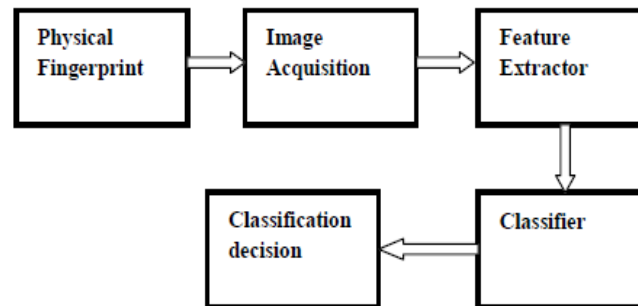 Physical
Fingerprint
Image
Acquisition
Feature
Extractor
Classifier
Classification
decision